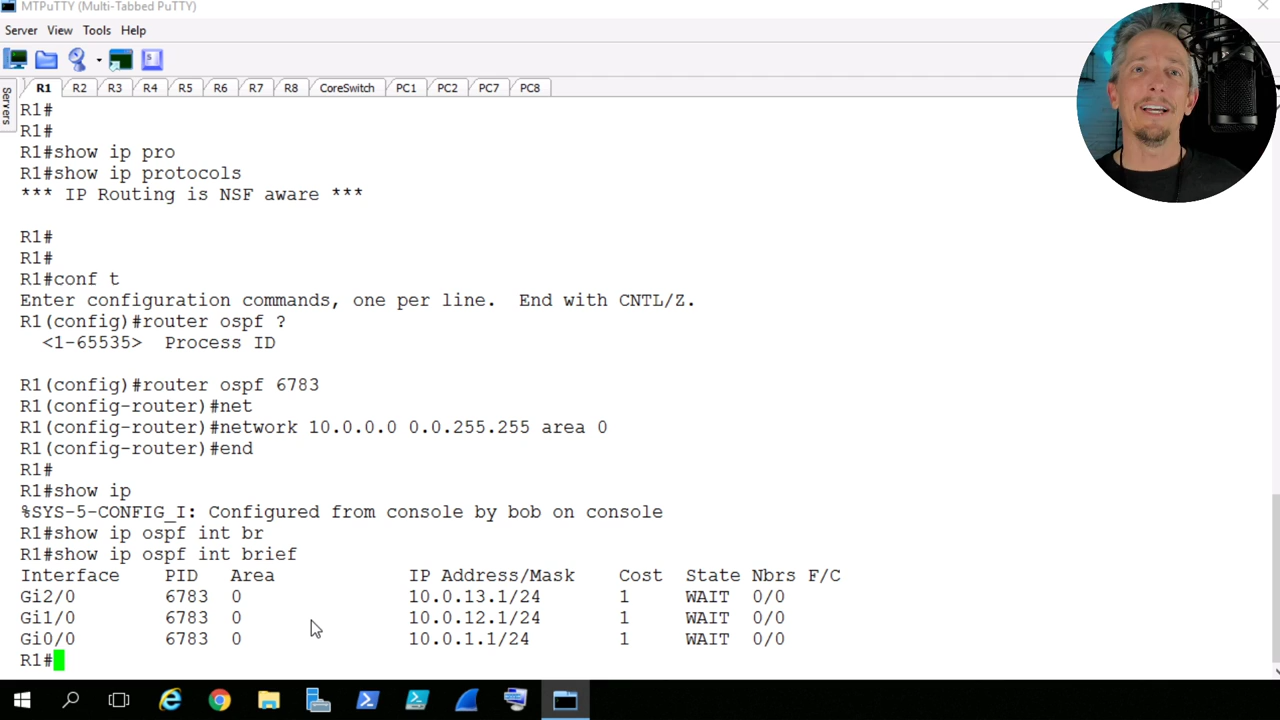 MTPuTTY (Multi-Tabbed PuTTY)
Server View Tools Help
Servers
R1 R2 R3 R4 R5 R6 R7 R8 CoreSwitch PC1 PC2 PC7 PC8
R1#
R1#
R1#show ip pro
R1#show ip protocols
*** IP Routing is NSF aware ***
R1#
R1#
R1#conf t
Enter configuration commands, one per line.  End with CNTL/Z.
R1(config)#router ospf ?
  <1-65535>  Process ID
R1(config)#router ospf 6783
R1(config-router)#net
R1(config-router)#network 10.0.0.0 0.0.255.255 area 0
R1(config-router)#end
R1#
R1#show ip
%SYS-5-CONFIG_I: Configured from console by bob on console
R1#show ip ospf int br
R1#show ip ospf int brief
Interface    PID   Area            IP Address/Mask    Cost  State Nbrs F/C
Gi2/0        6783  0               10.0.13.1/24       1     WAIT  0/0
Gi1/0        6783  0               10.0.12.1/24       1     WAIT  0/0
Gi0/0        6783  0               10.0.1.1/24        1     WAIT  0/0
R1#